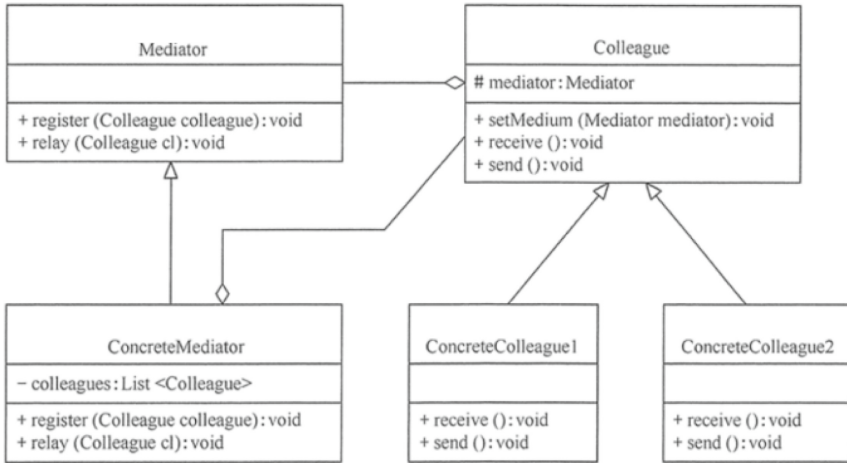 Mediator
+ register (Colleague colleague): void
+ relay (Colleague cl): void
Colleague
# mediator: Mediator
+ setMedium (Mediator mediator): void
+ receive (): void
+ send (): void
ConcreteMediator
− colleagues: List <Colleague>
+ register (Colleague colleague): void
+ relay (Colleague cl): void
ConcreteColleague1
+ receive (): void
+ send (): void
ConcreteColleague2
+ receive (): void
+ send (): void